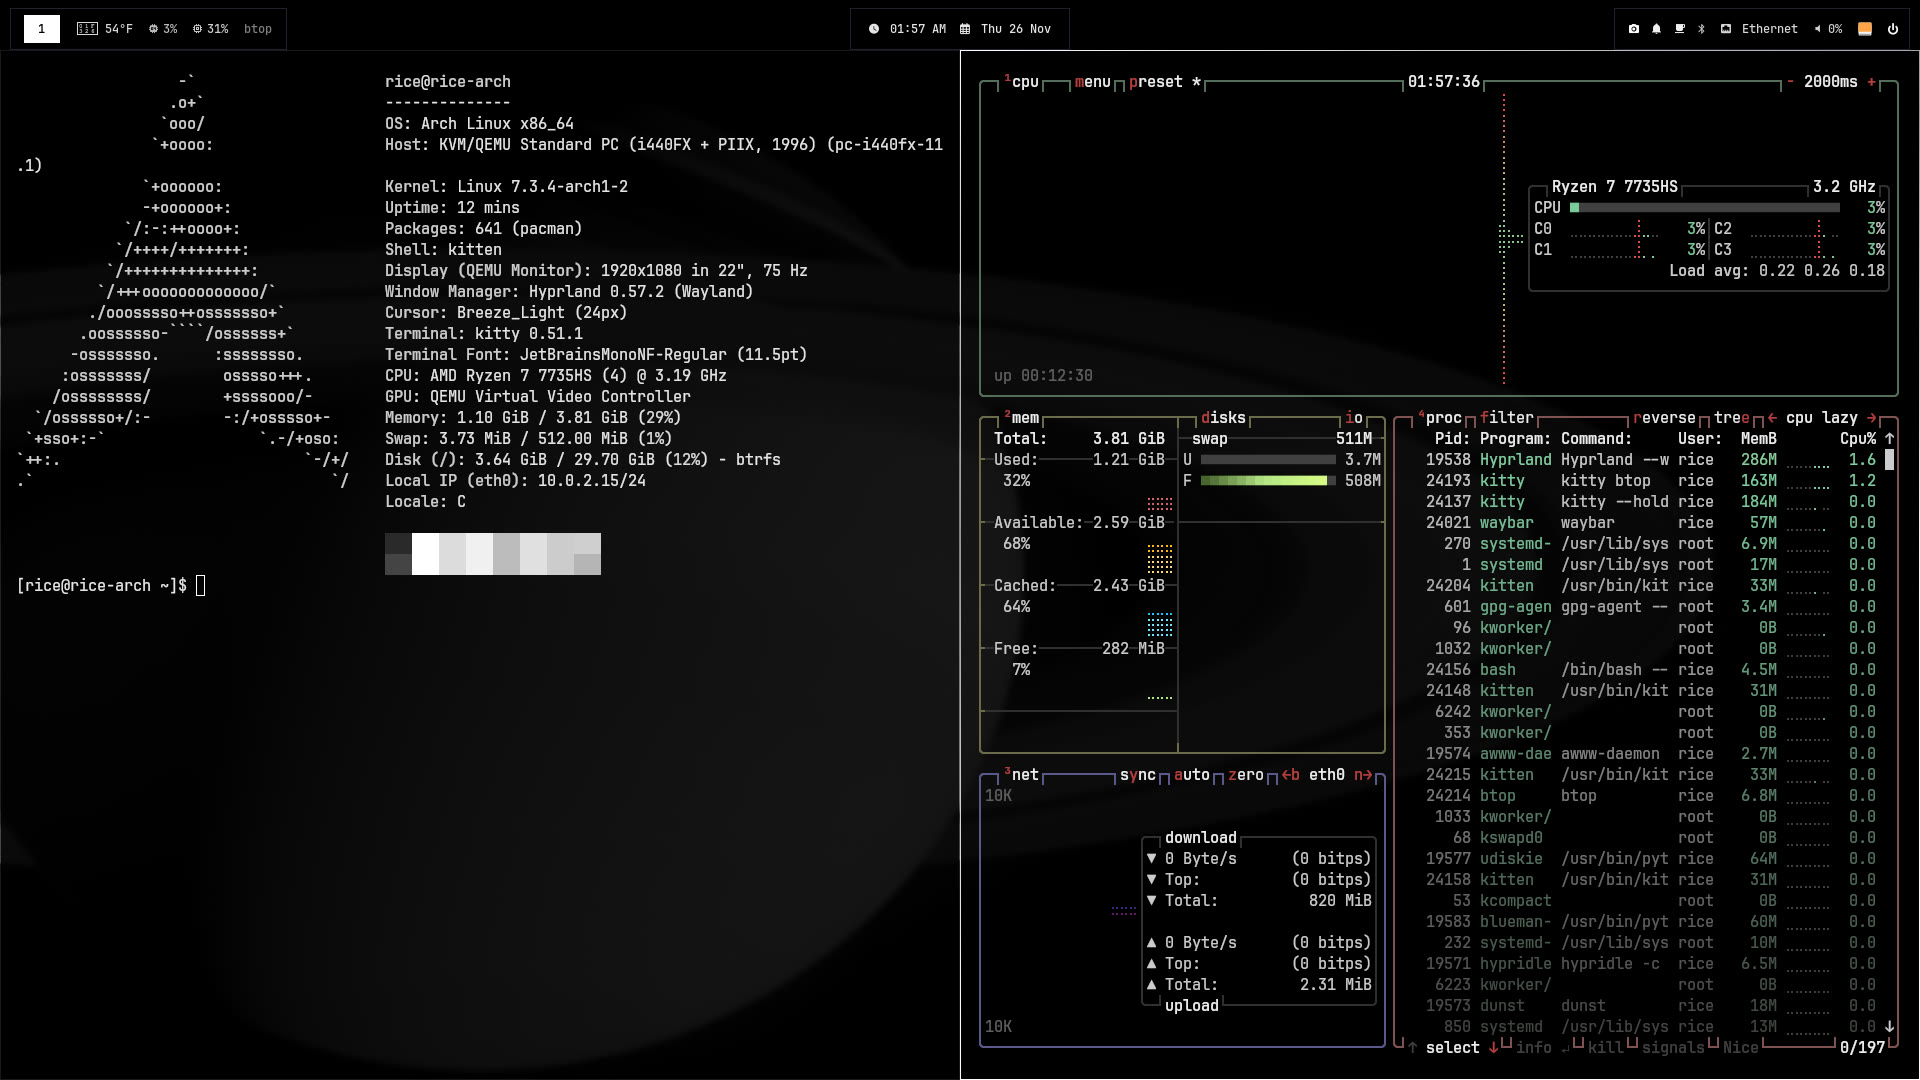 1 54°F 3% 31% btop
01:57 AM Thu 26 Nov
Ethernet 0%
-`                     rice@rice-arch
.o+`                    --------------
`ooo/                    OS: Arch Linux x86_64
`+oooo:                   Host: KVM/QEMU Standard PC (i440FX + PIIX, 1996) (pc-i440fx-11
.1)
`+oooooo:                  Kernel: Linux 7.3.4-arch1-2
-+oooooo+:                 Uptime: 12 mins
`/:-:++oooo+:                Packages: 641 (pacman)
`/++++/+++++++:               Shell: kitten
`/++++++++++++++:              Display (QEMU Monitor): 1920x1080 in 22", 75 Hz
`/+++ooooooooooooo/`            Window Manager: Hyprland 0.57.2 (Wayland)
./ooosssso++osssssso+`           Cursor: Breeze_Light (24px)
.oossssso-````/ossssss+`          Terminal: kitty 0.51.1
-osssssso.      :ssssssso.         Terminal Font: JetBrainsMonoNF-Regular (11.5pt)
:osssssss/        osssso+++.        CPU: AMD Ryzen 7 7735HS (4) @ 3.19 GHz
/ossssssss/        +ssssooo/-        GPU: QEMU Virtual Video Controller
`/ossssso+/:-        -:/+osssso+-      Memory: 1.10 GiB / 3.81 GiB (29%)
`+sso+:-`                 `.-/+oso:     Swap: 3.73 MiB / 512.00 MiB (1%)
`++:.                           `-/+/    Disk (/): 3.64 GiB / 29.70 GiB (12%) - btrfs
.`                                 `/    Local IP (eth0): 10.0.2.15/24
Locale: C
[rice@rice-arch ~]$
¹cpu menu preset * 01:57:36 - 2000ms +
Ryzen 7 7735HS 3.2 GHz
CPU 3%
C0 3% C2 3%
C1 3% C3 3%
Load avg: 0.22 0.26 0.18
up 00:12:30
²mem disks io
Total: 3.81 GiB swap 511M
Used: 1.21 GiB U 3.7M
32% F 508M
Available: 2.59 GiB
68%
Cached: 2.43 GiB
64%
Free: 282 MiB
7%
³net sync auto zero ←b eth0 n→
10K
download
▼ 0 Byte/s (0 bitps)
▼ Top: (0 bitps)
▼ Total: 820 MiB
▲ 0 Byte/s (0 bitps)
▲ Top: (0 bitps)
▲ Total: 2.31 MiB
upload
10K
⁴proc filter reverse tree ← cpu lazy →
Pid: Program: Command: User: MemB Cpu% ↑
19538 Hyprland Hyprland --w rice 286M 1.6
24193 kitty kitty btop rice 163M 1.2
24137 kitty kitty --hold rice 184M 0.0
24021 waybar waybar rice 57M 0.0
270 systemd- /usr/lib/sys root 6.9M 0.0
1 systemd /usr/lib/sys root 17M 0.0
24204 kitten /usr/bin/kit rice 33M 0.0
601 gpg-agen gpg-agent -- root 3.4M 0.0
96 kworker/ root 0B 0.0
1032 kworker/ root 0B 0.0
24156 bash /bin/bash -- rice 4.5M 0.0
24148 kitten /usr/bin/kit rice 31M 0.0
6242 kworker/ root 0B 0.0
353 kworker/ root 0B 0.0
19574 awww-dae awww-daemon rice 2.7M 0.0
24215 kitten /usr/bin/kit rice 33M 0.0
24214 btop btop rice 6.8M 0.0
1033 kworker/ root 0B 0.0
68 kswapd0 root 0B 0.0
19577 udiskie /usr/bin/pyt rice 64M 0.0
24158 kitten /usr/bin/kit rice 31M 0.0
53 kcompact root 0B 0.0
19583 blueman- /usr/bin/pyt rice 60M 0.0
232 systemd- /usr/lib/sys root 10M 0.0
19571 hypridle hypridle -c rice 6.5M 0.0
6223 kworker/ root 0B 0.0
19573 dunst dunst rice 18M 0.0
850 systemd /usr/lib/sys rice 13M 0.0 ↓
↑ select ↓ info ↵ kill signals Nice 0/197